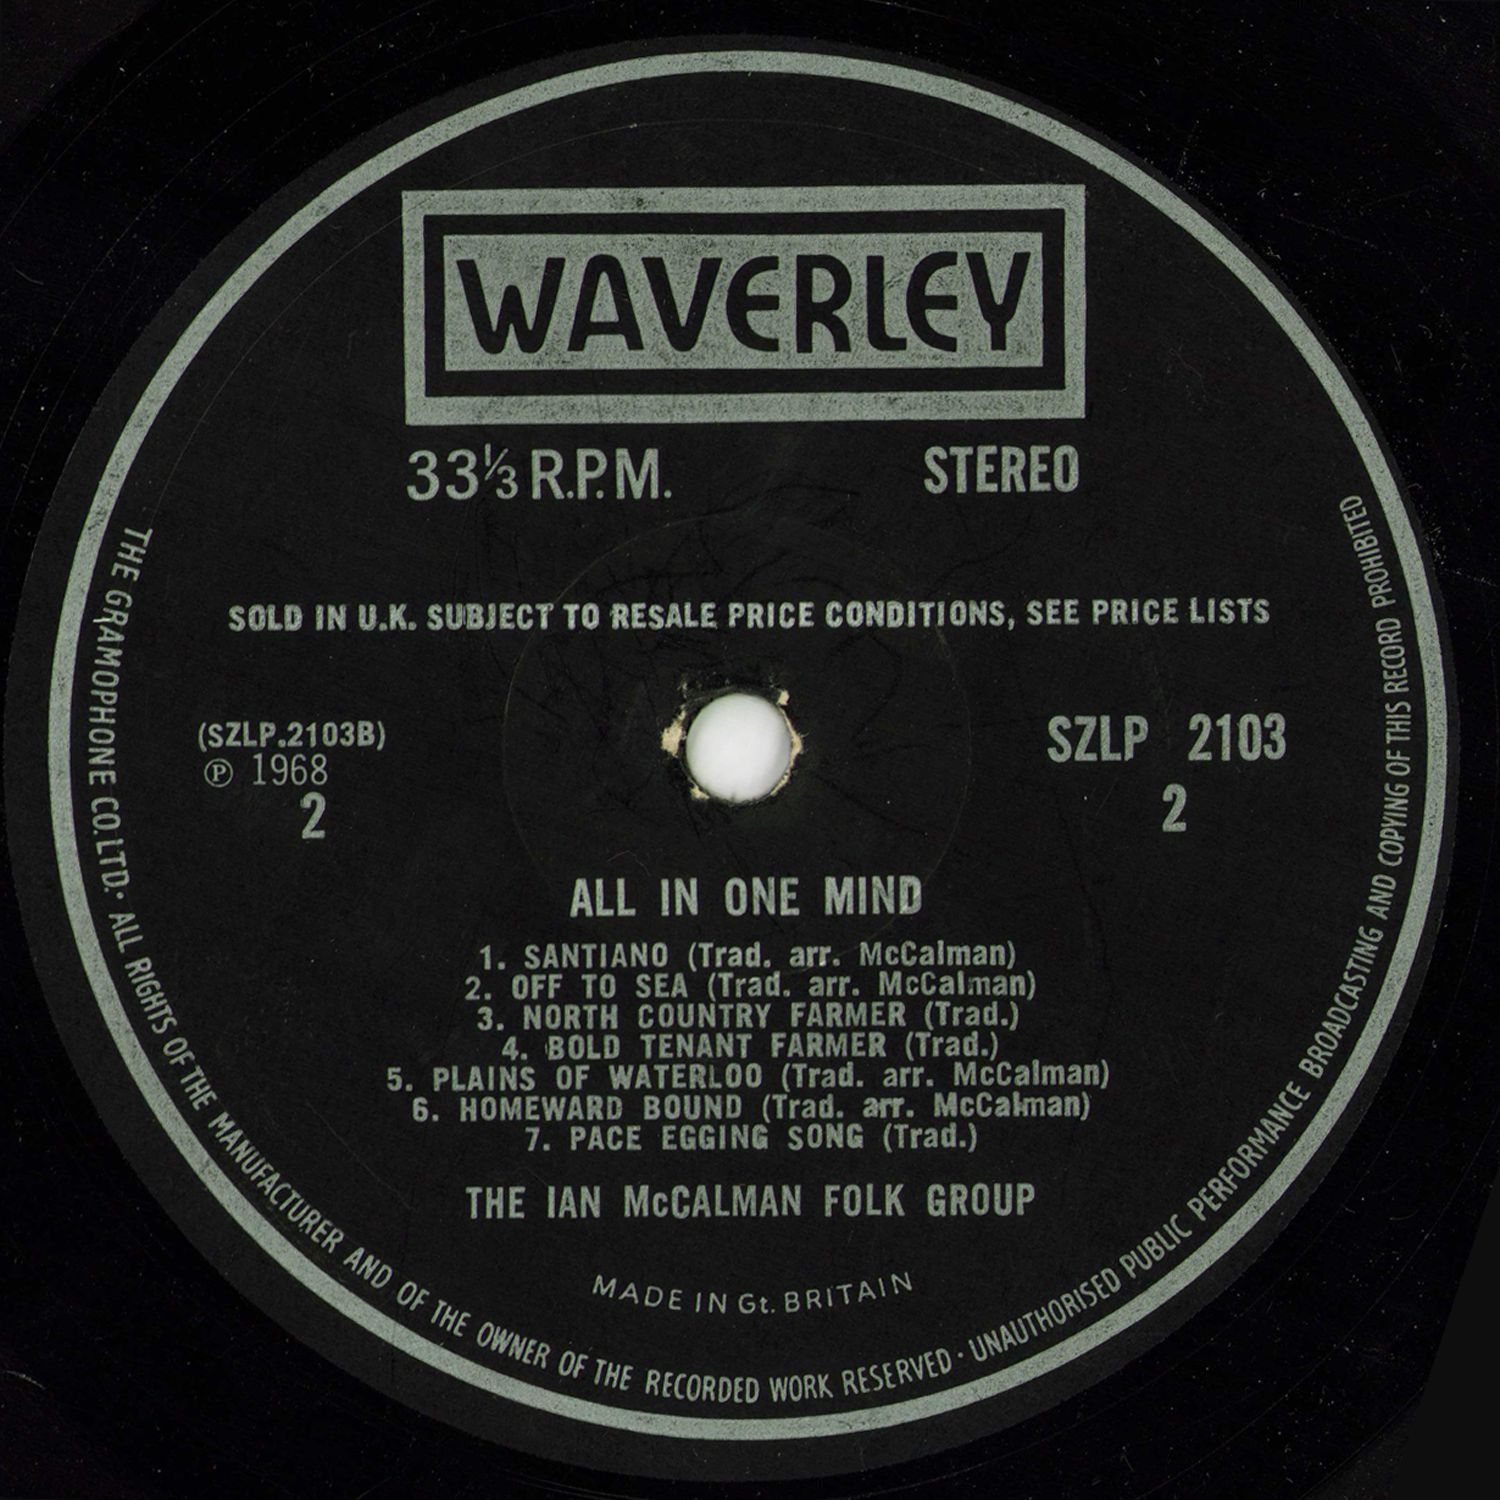 WAVERLEY
33⅓ R.P.M.
STEREO
SOLD IN U.K. SUBJECT TO RESALE PRICE CONDITIONS, SEE PRICE LISTS
(SZLP.2103B)
℗ 1968
2
SZLP 2103
2
ALL IN ONE MIND
1. SANTIANO (Trad. arr. McCalman)
2. OFF TO SEA (Trad. arr. McCalman)
3. NORTH COUNTRY FARMER (Trad.)
4. BOLD TENANT FARMER (Trad.)
5. PLAINS OF WATERLOO (Trad. arr. McCalman)
6. HOMEWARD BOUND (Trad. arr. McCalman)
7. PACE EGGING SONG (Trad.)
THE IAN McCALMAN FOLK GROUP
MADE IN Gt. BRITAIN
THE GRAMOPHONE CO. LTD. · ALL RIGHTS OF THE MANUFACTURER AND OF THE OWNER OF THE RECORDED WORK RESERVED · UNAUTHORISED PUBLIC PERFORMANCE BROADCASTING AND COPYING OF THIS RECORD PROHIBITED